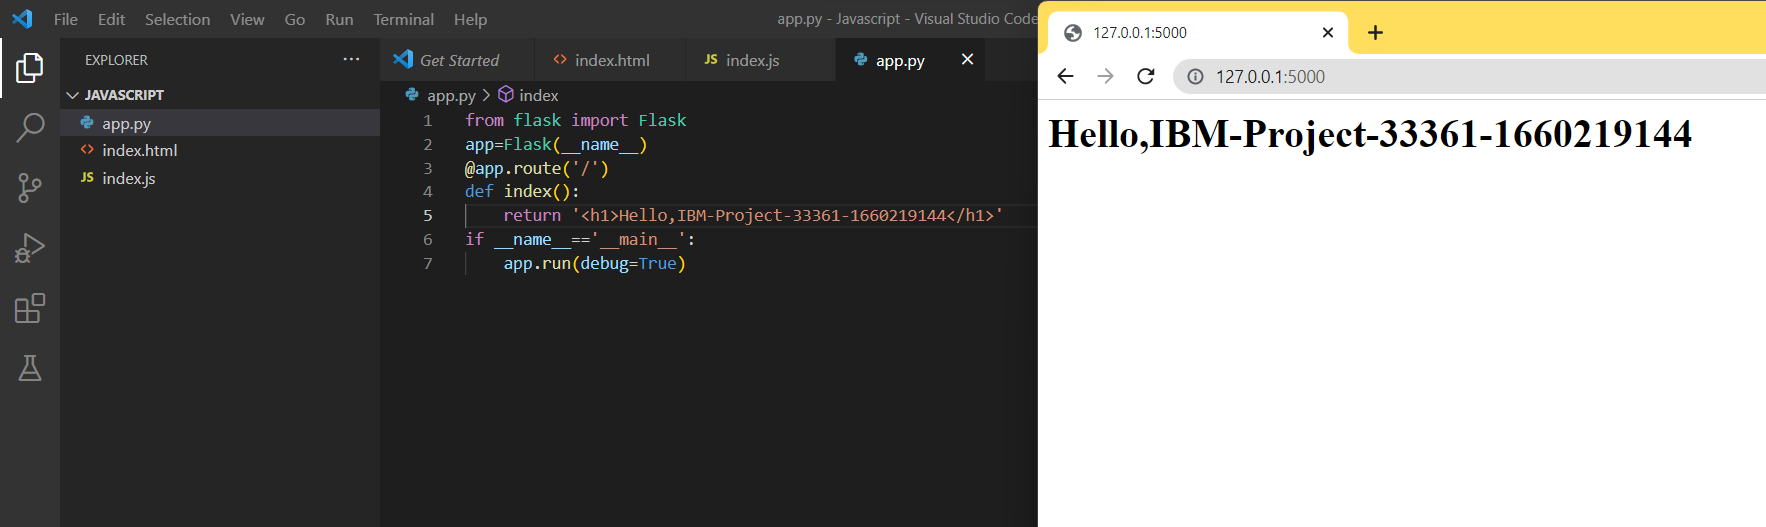 File Edit Selection View Go Run Terminal Help
app.py - Javascript - Visual Studio Code
EXPLORER
JAVASCRIPT
app.py
index.html
JS index.js
Get Started
index.html
JS index.js
app.py
app.py > index
1 from flask import Flask
2 app=Flask(__name__)
3 @app.route('/')
4 def index():
5 return '<h1>Hello,IBM-Project-33361-1660219144</h1>'
6 if __name__=='__main__':
7 app.run(debug=True)
127.0.0.1:5000
127.0.0.1:5000
Hello,IBM-Project-33361-1660219144